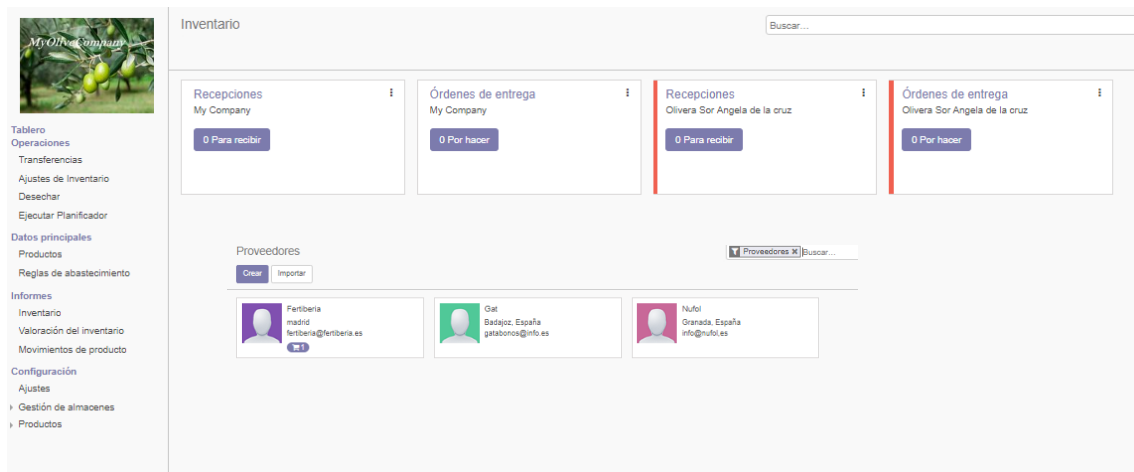 MyOliveCompany
Inventario
Buscar...
Recepciones
My Company
0 Para recibir
Órdenes de entrega
My Company
0 Por hacer
Recepciones
Olivera Sor Angela de la cruz
0 Para recibir
Órdenes de entrega
Olivera Sor Angela de la cruz
0 Por hacer
Tablero
Operaciones
Transferencias
Ajustes de Inventario
Desechar
Ejecutar Planificador
Datos principales
Productos
Reglas de abastecimiento
Informes
Inventario
Valoración del inventario
Movimientos de producto
Configuración
Ajustes
Gestión de almacenes
Productos
Proveedores
Proveedores x Buscar...
Crear Importar
Fertiberia
madrid
fertiberia@fertiberia.es
1
Gat
Badajoz, España
gatabonos@info.es
Nufol
Granada, España
info@nufol,es